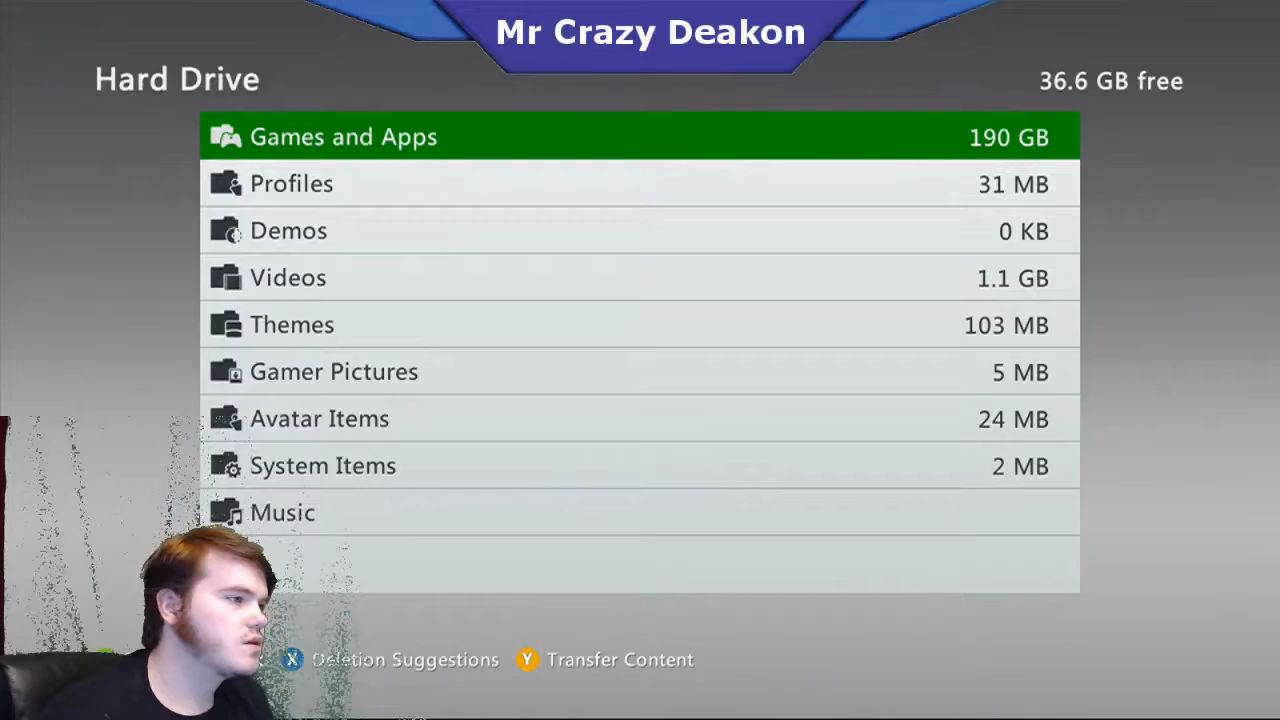 Mr Crazy Deakon
Hard Drive
36.6 GB free
Games and Apps 190 GB
Profiles 31 MB
Demos 0 KB
Videos 1.1 GB
Themes 103 MB
Gamer Pictures 5 MB
Avatar Items 24 MB
System Items 2 MB
Music
X Deletion Suggestions Y Transfer Content